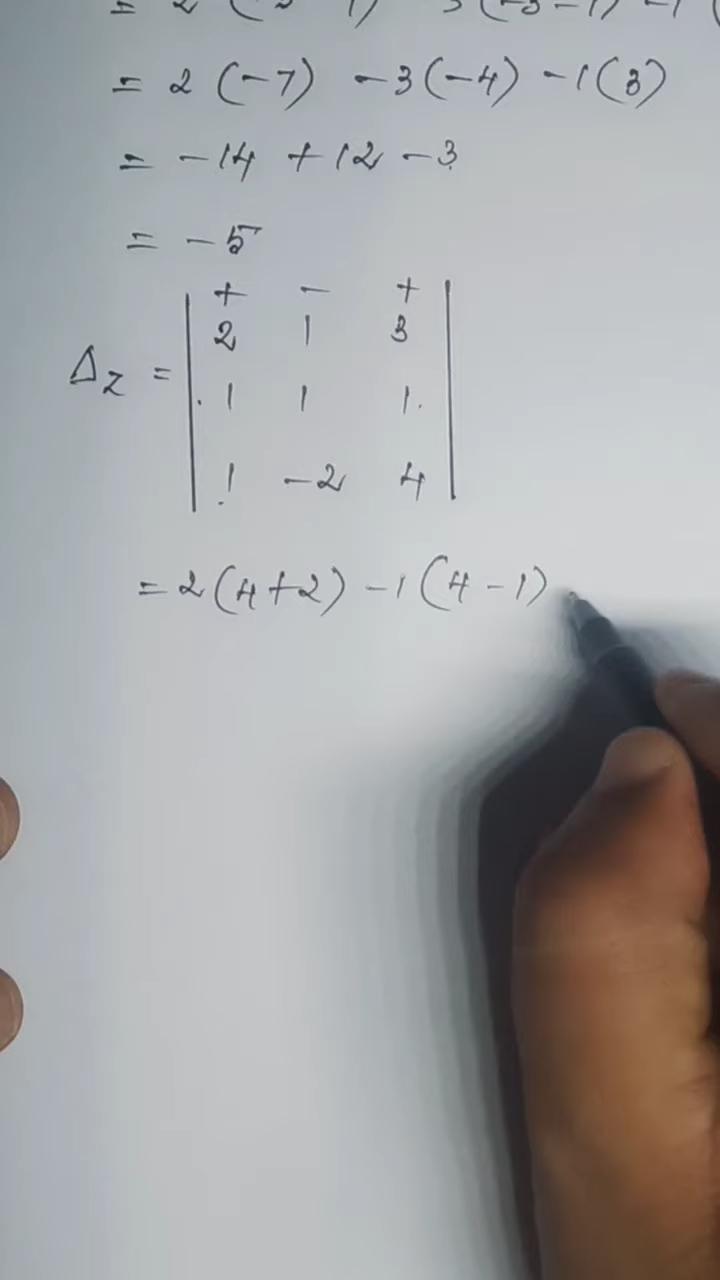 = 2 (-7) -3(-4) -1(3)
= -14 +12 -3
= -5
+ - +
2 1 3
Δz =
1 1 1
1 -2 4
= 2(4+2) -1(4-1)